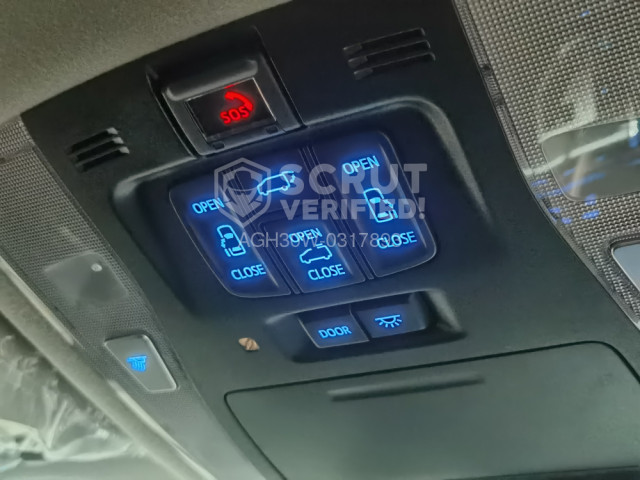 SOS
SCRUT
VERIFIED!
OPEN
OPEN
OPEN
CLOSE
CLOSE
CLOSE
DOOR